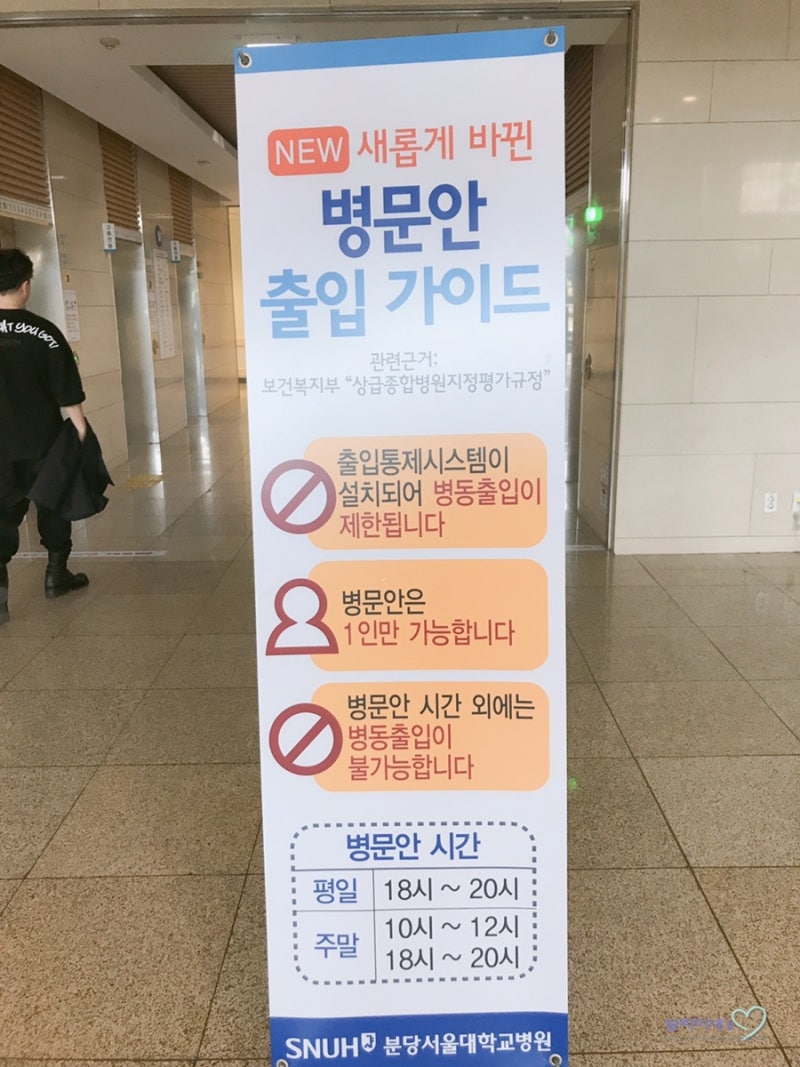 NEW 새롭게 바뀐
병문안
출입 가이드
관련근거:
보건복지부 “상급종합병원지정평가규정”
출입통제시스템이
설치되어 병동출입이
제한됩니다
병문안은
1인만 가능합니다
병문안 시간 외에는
병동출입이
불가능합니다
병문안 시간
평일 18시 ~ 20시
주말 10시 ~ 12시
18시 ~ 20시
SNUH 분당서울대학교병원
AT YOU GOT!